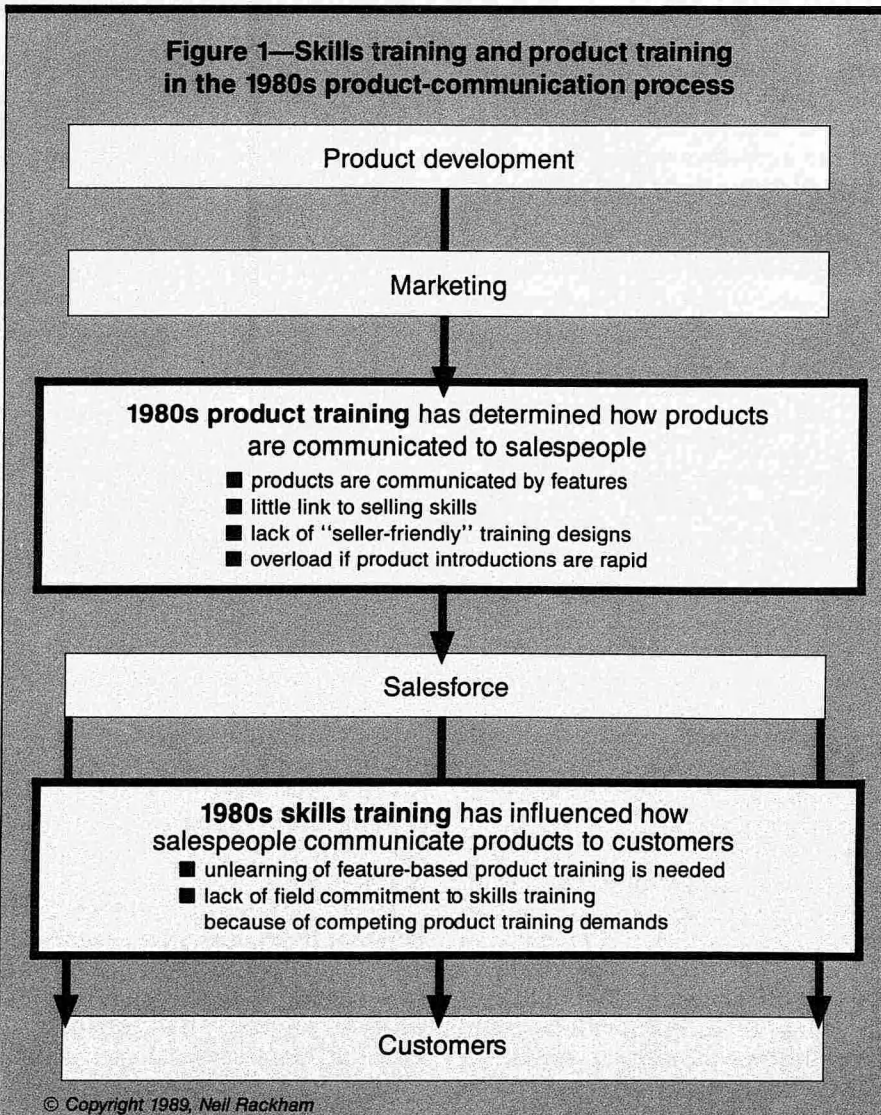 Figure 1—Skills training and product training
in the 1980s product-communication process
Product development
Marketing
1980s product training has determined how products
are communicated to salespeople
■ products are communicated by features
■ little link to selling skills
■ lack of "seller-friendly" training designs
■ overload if product introductions are rapid
Salesforce
1980s skills training has influenced how
salespeople communicate products to customers
■ unlearning of feature-based product training is needed
■ lack of field commitment to skills training
because of competing product training demands
Customers
© Copyright 1989, Neil Rackham